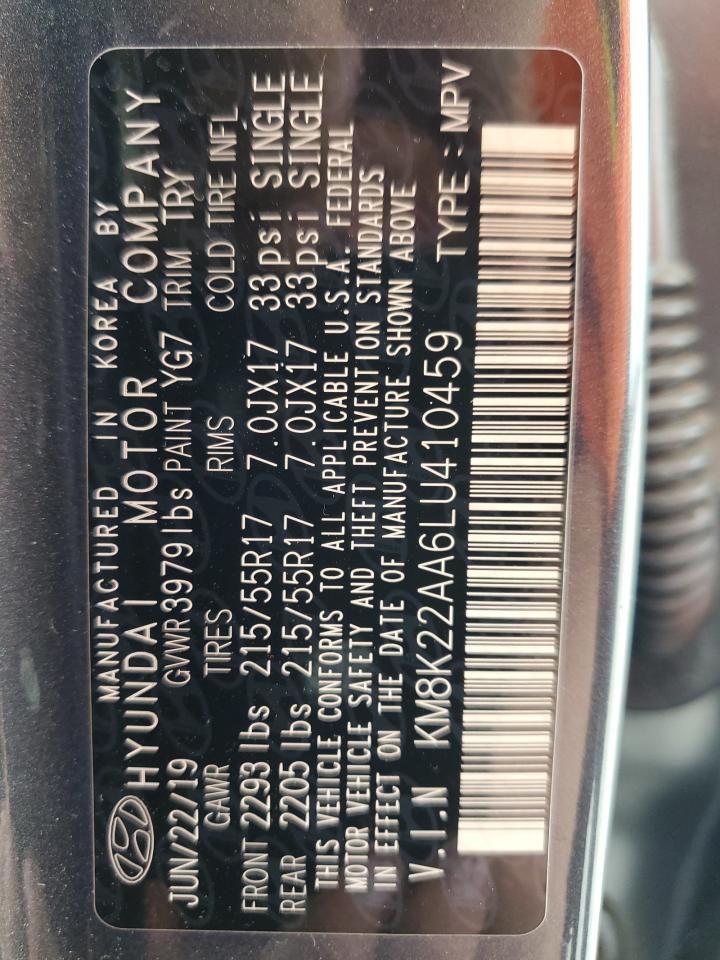 MANUFACTURED IN KOREA BY
HYUNDAI MOTOR COMPANY
JUN/22/19 GVWR 3979 lbs PAINT YG7 TRIM TRY
GAWR TIRES RIMS COLD TIRE INFL
FRONT 2293 lbs 215/55R17 7.0JX17 33psi SINGLE
REAR 2205 lbs 215/55R17 7.0JX17 33psi SINGLE
THIS VEHICLE CONFORMS TO ALL APPLICABLE U.S.A. FEDERAL
MOTOR VEHICLE SAFETY AND THEFT PREVENTION STANDARDS
IN EFFECT ON THE DATE OF MANUFACTURE SHOWN ABOVE
V.I.N KM8K22AA6LU410459 TYPE : MPV